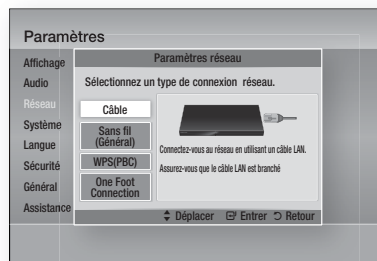 Paramètres
Affichage
Audio
Réseau
Système
Langue
Sécurité
Général
Assistance
Paramètres réseau
Sélectionnez un type de connexion réseau.
Câble
Sans fil
(Général)
WPS(PBC)
One Foot
Connection
Connectez-vous au réseau en utilisant un câble LAN.
Assurez-vous que le câble LAN est branché
Déplacer Entrer Retour